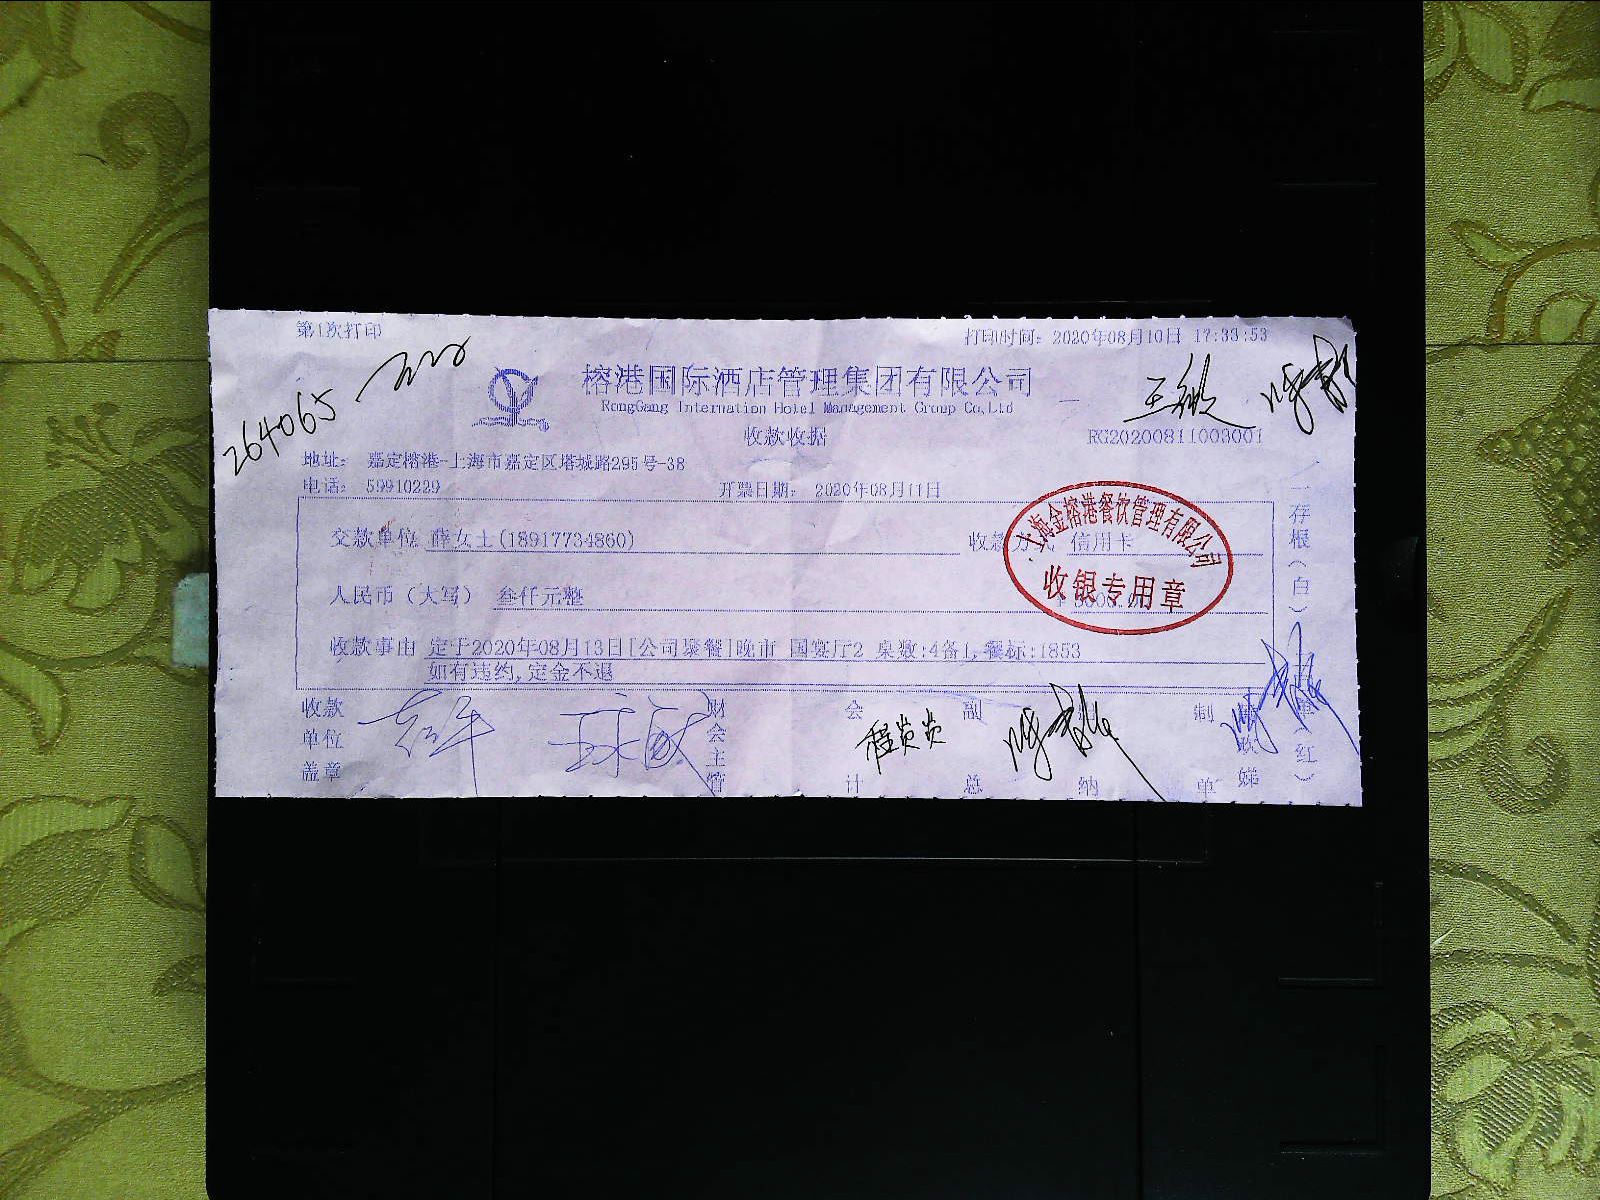 第1次打印
打印时间：2020年08月10日 17:33:53
264065
榕港国际酒店管理集团有限公司
RongGang Internation Hotel Management Group Co,Ltd
收款收据
RG20200811003001
地址： 嘉定榕港-上海市嘉定区塔城路295号-38
电话： 59910229
开票日期： 2020年08月11日
交款单位 薛女士(18917734860)
收款方式 信用卡
人民币（大写） 叁仟元整
收款事由 定于2020年08月13日[公司聚餐]晚市 国宴厅2 桌数:4备1,餐标:1853
如有违约,定金不退
上海金榕港餐饮管理有限公司
收银专用章
一存根（白）
（红）
收款单位盖章
财会主管
会计
副总
纳
制单